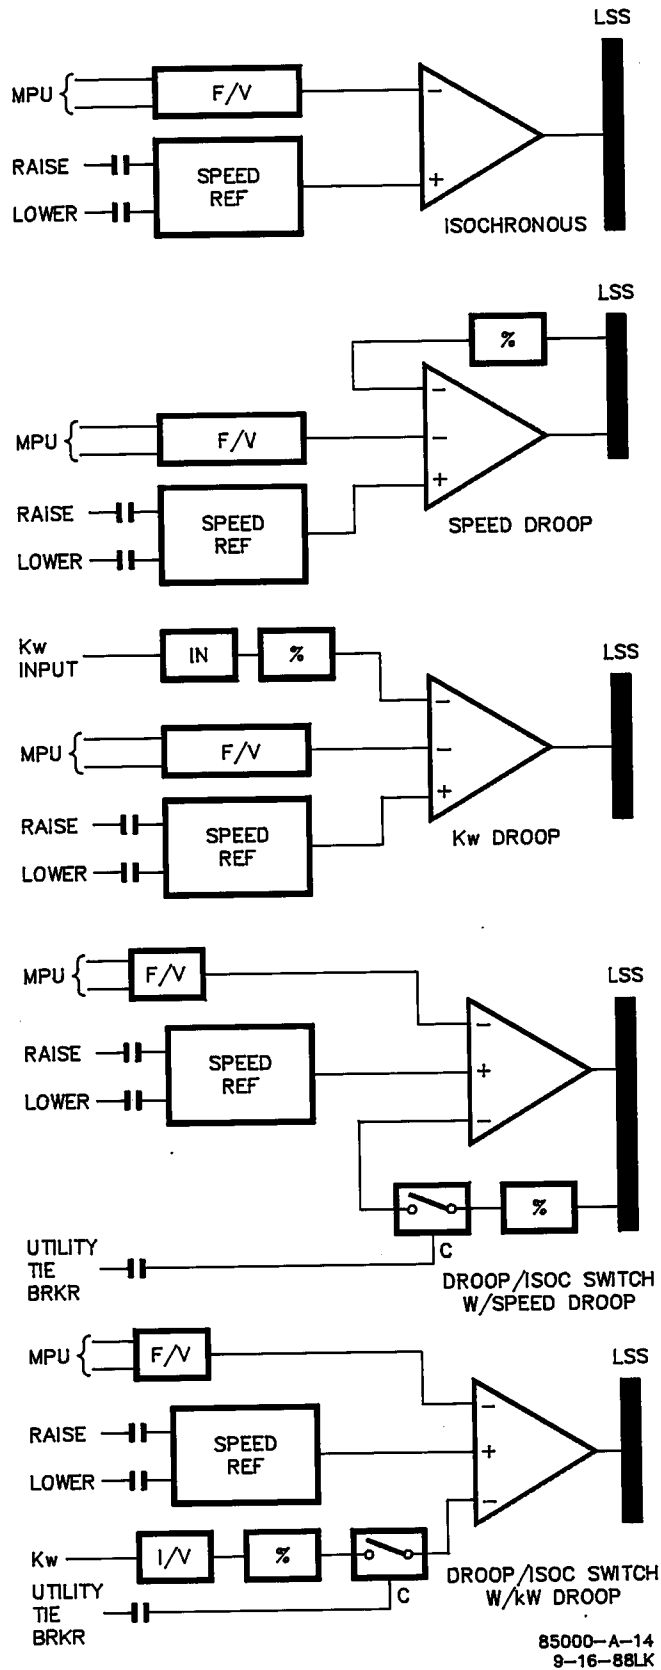 LSS
MPU
F/V
−
RAISE
LOWER
SPEED
REF
+
ISOCHRONOUS
LSS
%
−
MPU
F/V
−
RAISE
LOWER
SPEED
REF
+
SPEED DROOP
Kw
INPUT
IN
%
LSS
−
MPU
F/V
−
RAISE
LOWER
SPEED
REF
+
Kw DROOP
MPU
F/V
LSS
−
RAISE
LOWER
SPEED
REF
+
−
%
UTILITY
TIE
BRKR
C
DROOP/ISOC SWITCH
W/SPEED DROOP
MPU
F/V
LSS
−
RAISE
LOWER
SPEED
REF
+
−
Kw
I/V
%
UTILITY
TIE
BRKR
C
DROOP/ISOC SWITCH
W/kW DROOP
85000-A-14
9-16-88LK